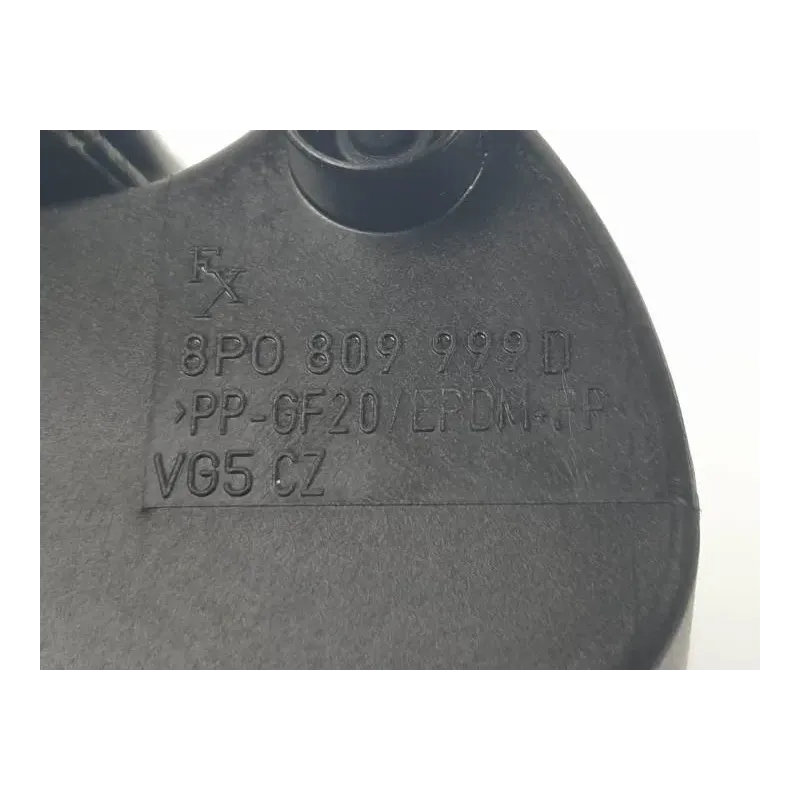 FX
8P0 809 999 D
>PP-GF20/EPDM+PP<
VG5 CZ